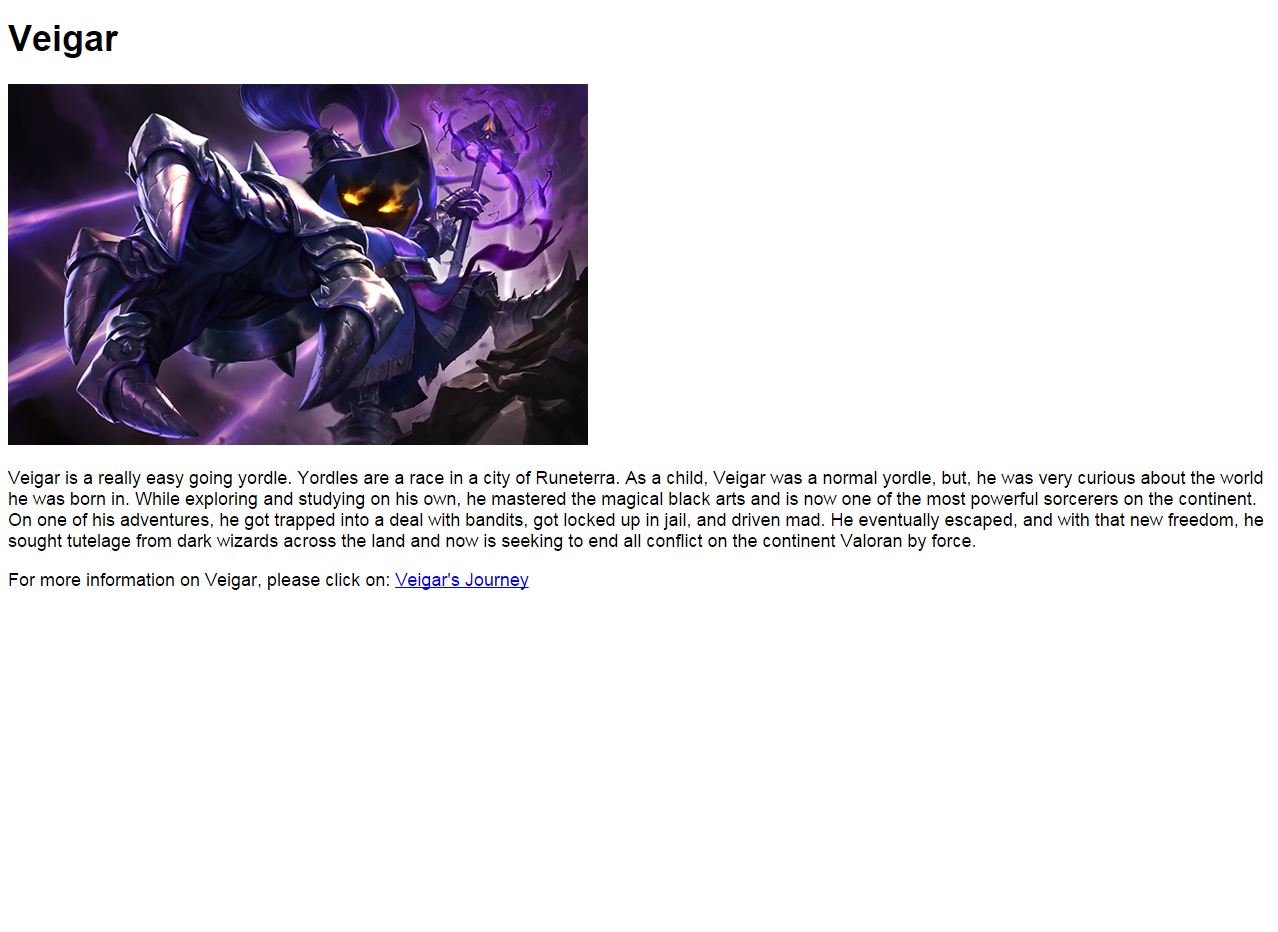 Veigar
Veigar is a really easy going yordle. Yordles are a race in a city of Runeterra. As a child, Veigar was a normal yordle, but, he was very curious about the world
he was born in. While exploring and studying on his own, he mastered the magical black arts and is now one of the most powerful sorcerers on the continent.
On one of his adventures, he got trapped into a deal with bandits, got locked up in jail, and driven mad. He eventually escaped, and with that new freedom, he
sought tutelage from dark wizards across the land and now is seeking to end all conflict on the continent Valoran by force.
For more information on Veigar, please click on: Veigar's Journey